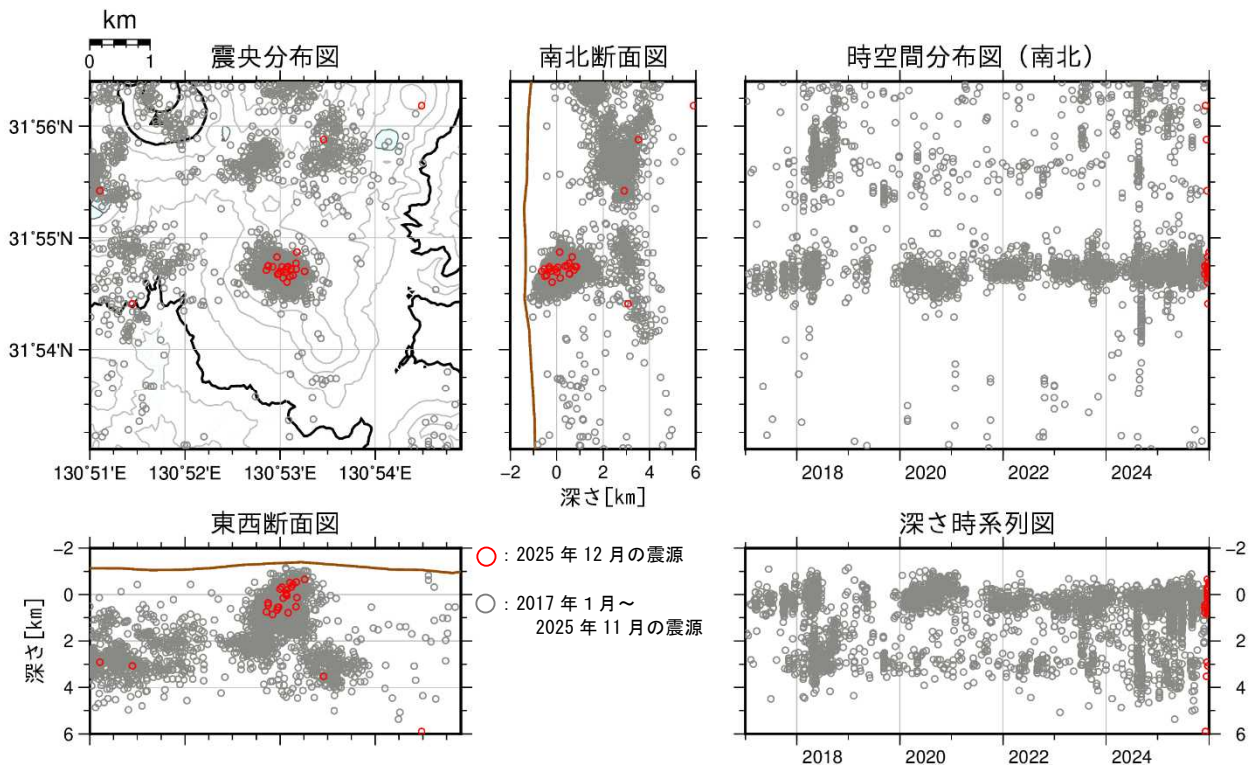 km
0 1
震央分布図
南北断面図
時空間分布図（南北）
31°56'N
31°55'N
31°54'N
130°51'E 130°52'E 130°53'E 130°54'E
−2 0 2 4 6
深さ[km]
2018 2020 2022 2024
東西断面図
深さ時系列図
−2
0
2
4
6
深さ[km]
：2025 年 12 月の震源
：2017 年 1 月～
2025 年 11 月の震源
−2
0
2
4
6
2018 2020 2022 2024